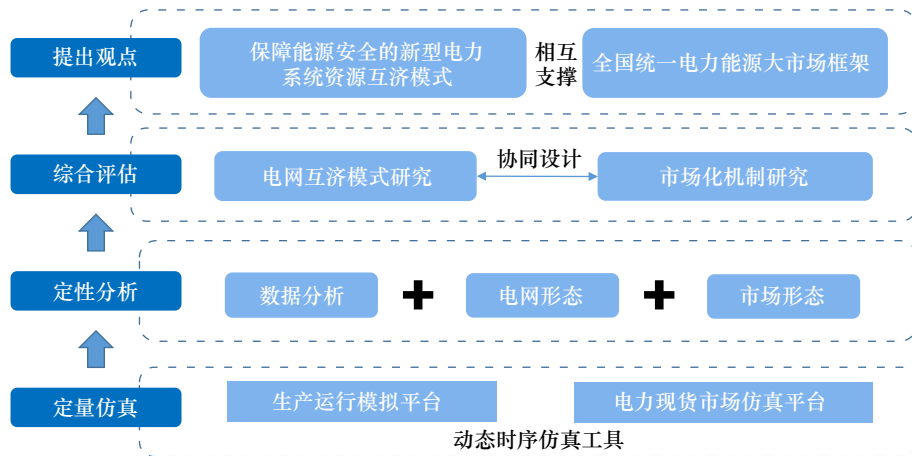 提出观点
保障能源安全的新型电力
系统资源互济模式
相互
支撑
全国统一电力能源大市场框架
综合评估
电网互济模式研究
协同设计
市场化机制研究
定性分析
数据分析
电网形态
市场形态
定量仿真
生产运行模拟平台
电力现货市场仿真平台
动态时序仿真工具